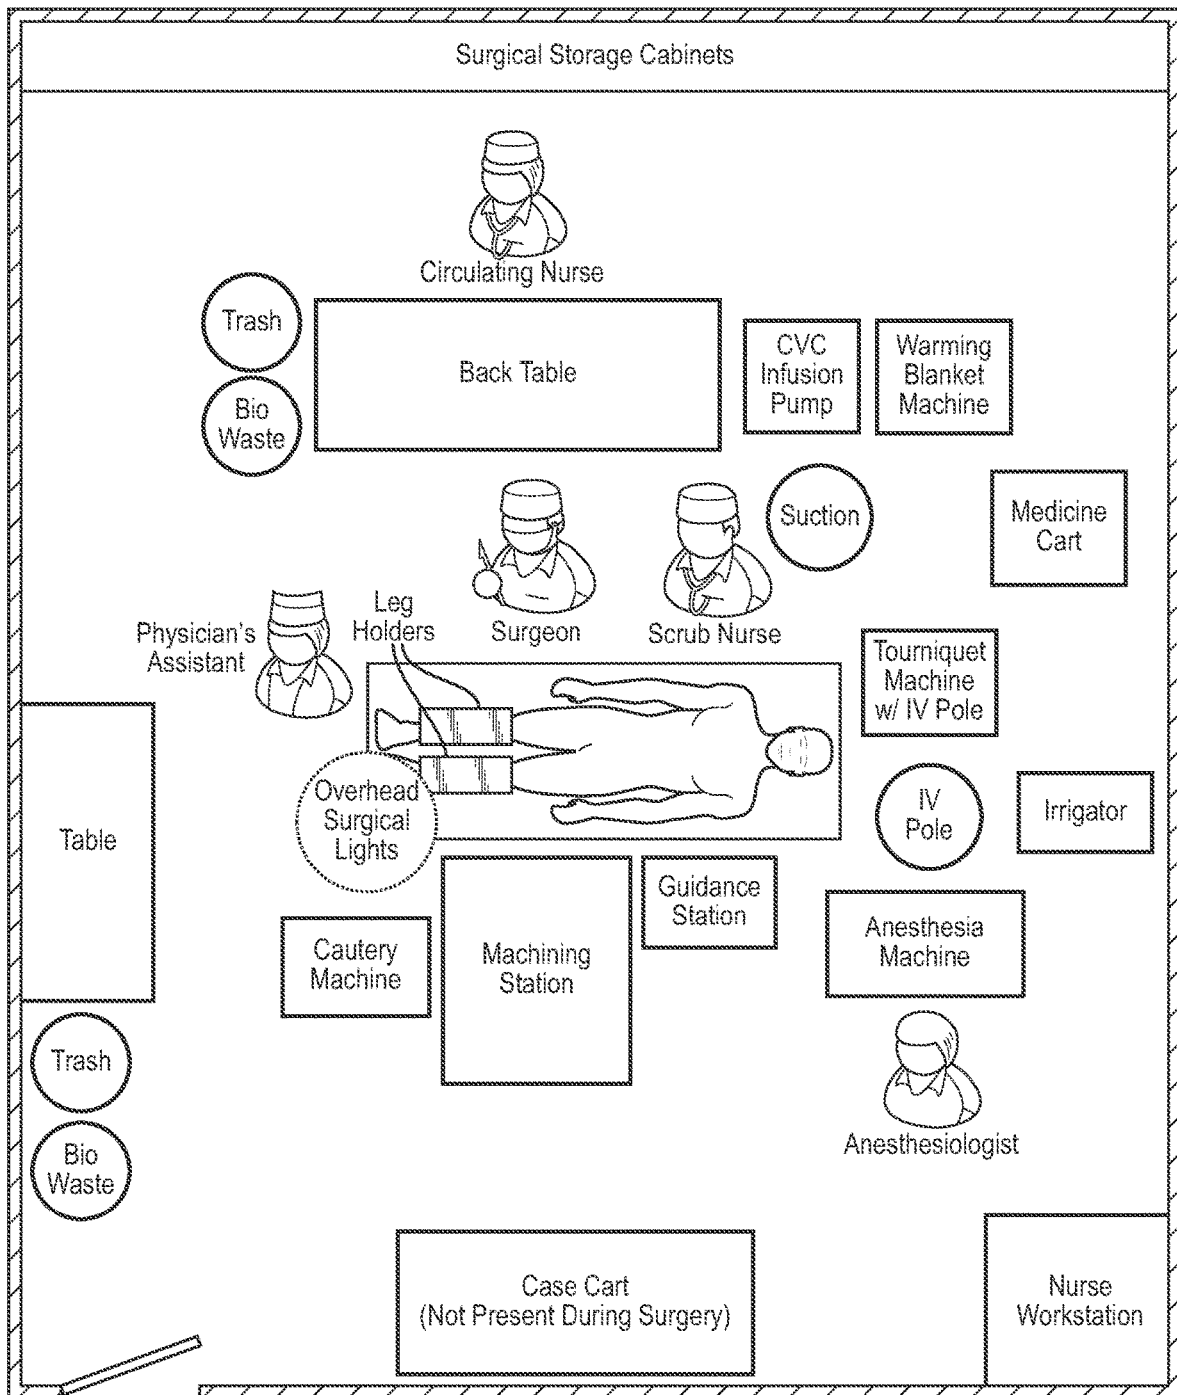 Surgical Storage Cabinets
Circulating Nurse
Trash
Bio
Waste
Back Table
CVC
Infusion
Pump
Warming
Blanket
Machine
Suction
Medicine
Cart
Physician's
Assistant
Leg
Holders
Surgeon
Scrub Nurse
Tourniquet
Machine
w/ IV Pole
Table
Overhead
Surgical
Lights
IV
Pole
Irrigator
Cautery
Machine
Machining
Station
Guidance
Station
Anesthesia
Machine
Trash
Bio
Waste
Anesthesiologist
Case Cart
(Not Present During Surgery)
Nurse
Workstation